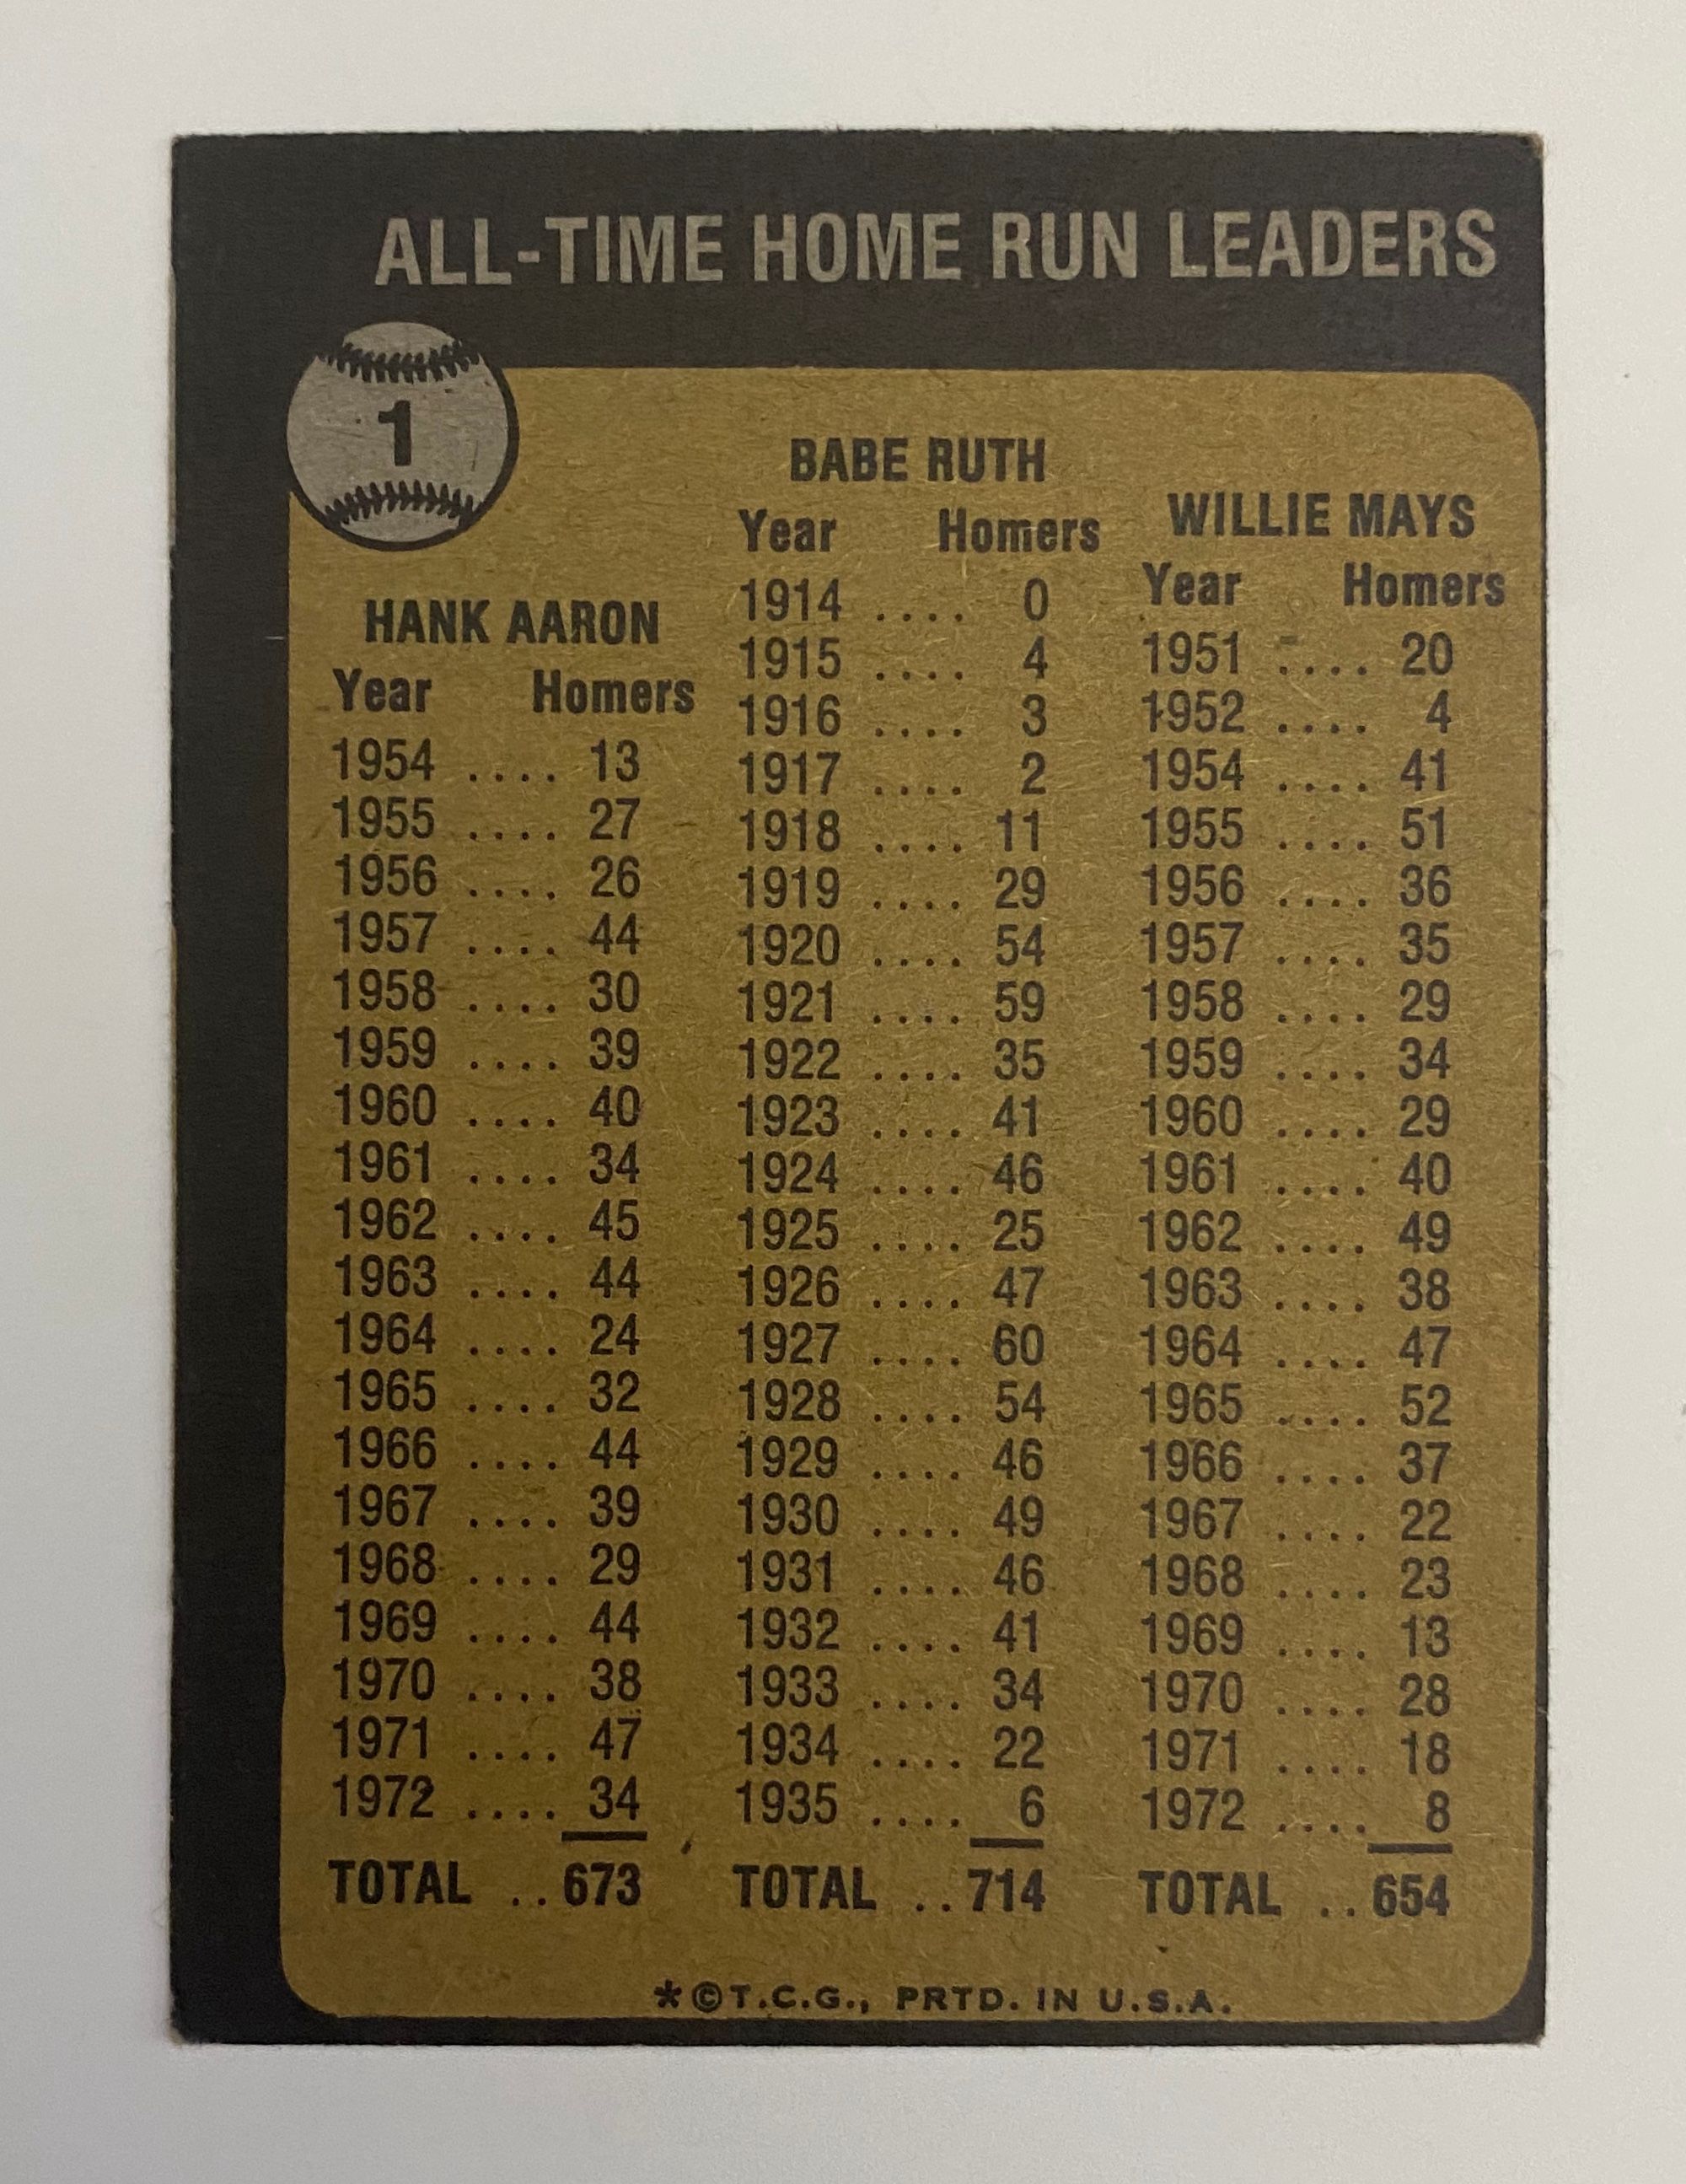 ALL-TIME HOME RUN LEADERS
1
HANK AARON
Year Homers
1954 .... 13
1955 .... 27
1956 .... 26
1957 .... 44
1958 .... 30
1959 .... 39
1960 .... 40
1961 .... 34
1962 .... 45
1963 .... 44
1964 .... 24
1965 .... 32
1966 .... 44
1967 .... 39
1968 .... 29
1969 .... 44
1970 .... 38
1971 .... 47
1972 .... 34
TOTAL .. 673
BABE RUTH
Year Homers
1914 .... 0
1915 .... 4
1916 .... 3
1917 .... 2
1918 .... 11
1919 .... 29
1920 .... 54
1921 .... 59
1922 .... 35
1923 .... 41
1924 .... 46
1925 .... 25
1926 .... 47
1927 .... 60
1928 .... 54
1929 .... 46
1930 .... 49
1931 .... 46
1932 .... 41
1933 .... 34
1934 .... 22
1935 .... 6
TOTAL .. 714
WILLIE MAYS
Year Homers
1951 .... 20
1952 .... 4
1954 .... 41
1955 .... 51
1956 .... 36
1957 .... 35
1958 .... 29
1959 .... 34
1960 .... 29
1961 .... 40
1962 .... 49
1963 .... 38
1964 .... 47
1965 .... 52
1966 .... 37
1967 .... 22
1968 .... 23
1969 .... 13
1970 .... 28
1971 .... 18
1972 .... 8
TOTAL .. 654
*©T.C.G., PRTD. IN U.S.A.